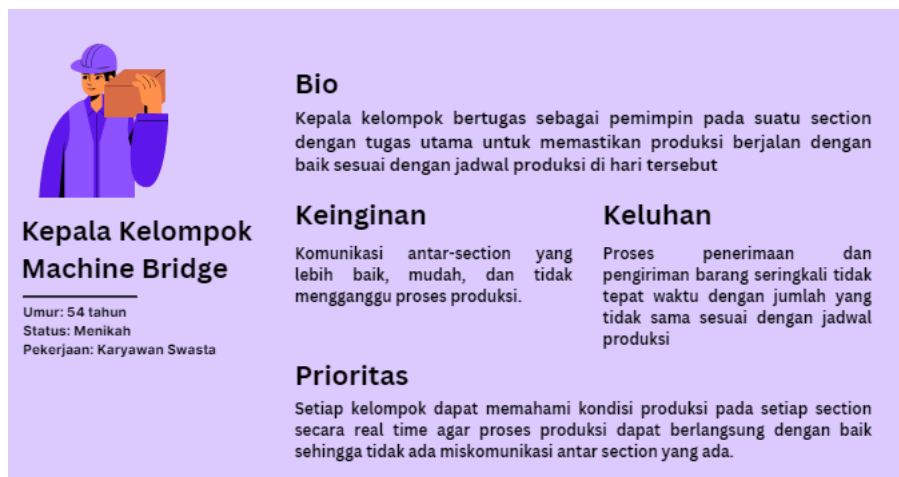 Kepala Kelompok
Machine Bridge
Umur: 54 tahun
Status: Menikah
Pekerjaan: Karyawan Swasta
Bio
Kepala kelompok bertugas sebagai pemimpin pada suatu section
dengan tugas utama untuk memastikan produksi berjalan dengan
baik sesuai dengan jadwal produksi di hari tersebut
Keinginan
Komunikasi antar-section yang
lebih baik, mudah, dan tidak
mengganggu proses produksi.
Keluhan
Proses penerimaan dan
pengiriman barang seringkali tidak
tepat waktu dengan jumlah yang
tidak sama sesuai dengan jadwal
produksi
Prioritas
Setiap kelompok dapat memahami kondisi produksi pada setiap section
secara real time agar proses produksi dapat berlangsung dengan baik
sehingga tidak ada miskomunikasi antar section yang ada.